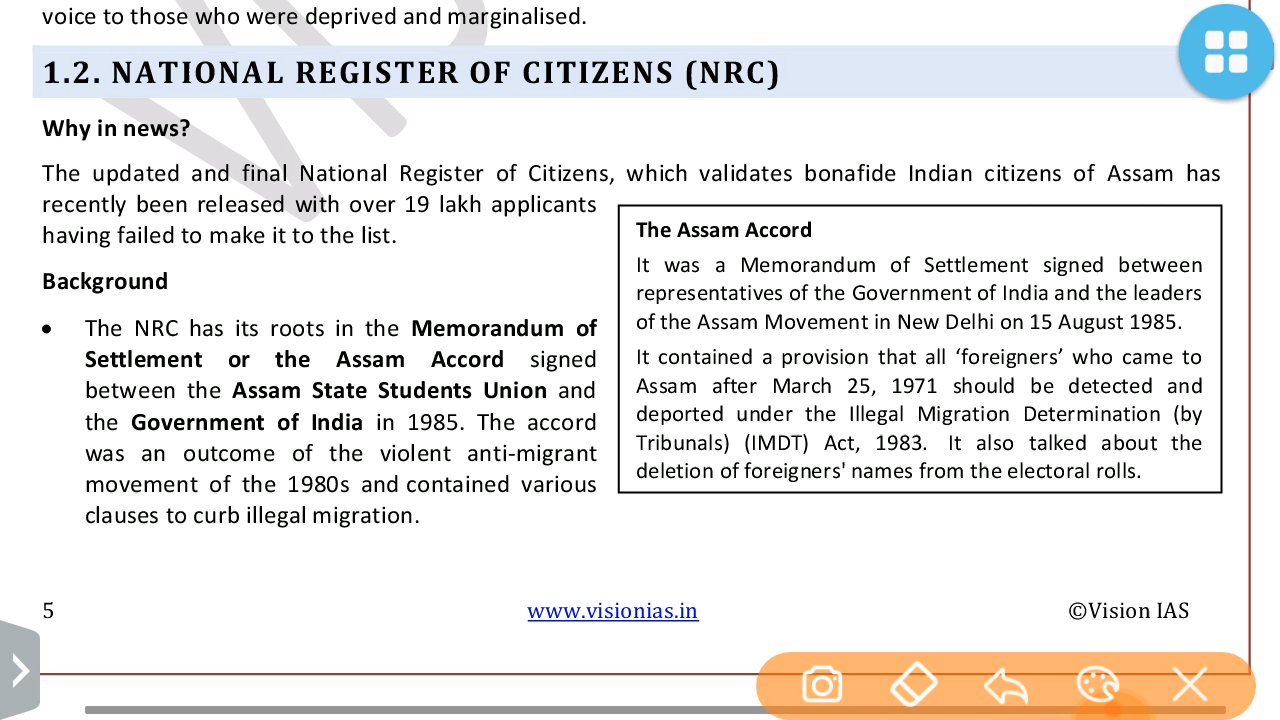 voice to those who were deprived and marginalised.
1.2. NATIONAL REGISTER OF CITIZENS (NRC)
Why in news?
The updated and final National Register of Citizens, which validates bonafide Indian citizens of Assam has
recently been released with over 19 lakh applicants
having failed to make it to the list.
Background
• The NRC has its roots in the Memorandum of
Settlement or the Assam Accord signed
between the Assam State Students Union and
the Government of India in 1985. The accord
was an outcome of the violent anti-migrant
movement of the 1980s and contained various
clauses to curb illegal migration.
The Assam Accord
It was a Memorandum of Settlement signed between
representatives of the Government of India and the leaders
of the Assam Movement in New Delhi on 15 August 1985.
It contained a provision that all ‘foreigners’ who came to
Assam after March 25, 1971 should be detected and
deported under the Illegal Migration Determination (by
Tribunals) (IMDT) Act, 1983. It also talked about the
deletion of foreigners' names from the electoral rolls.
5 www.visionias.in ©Vision IAS